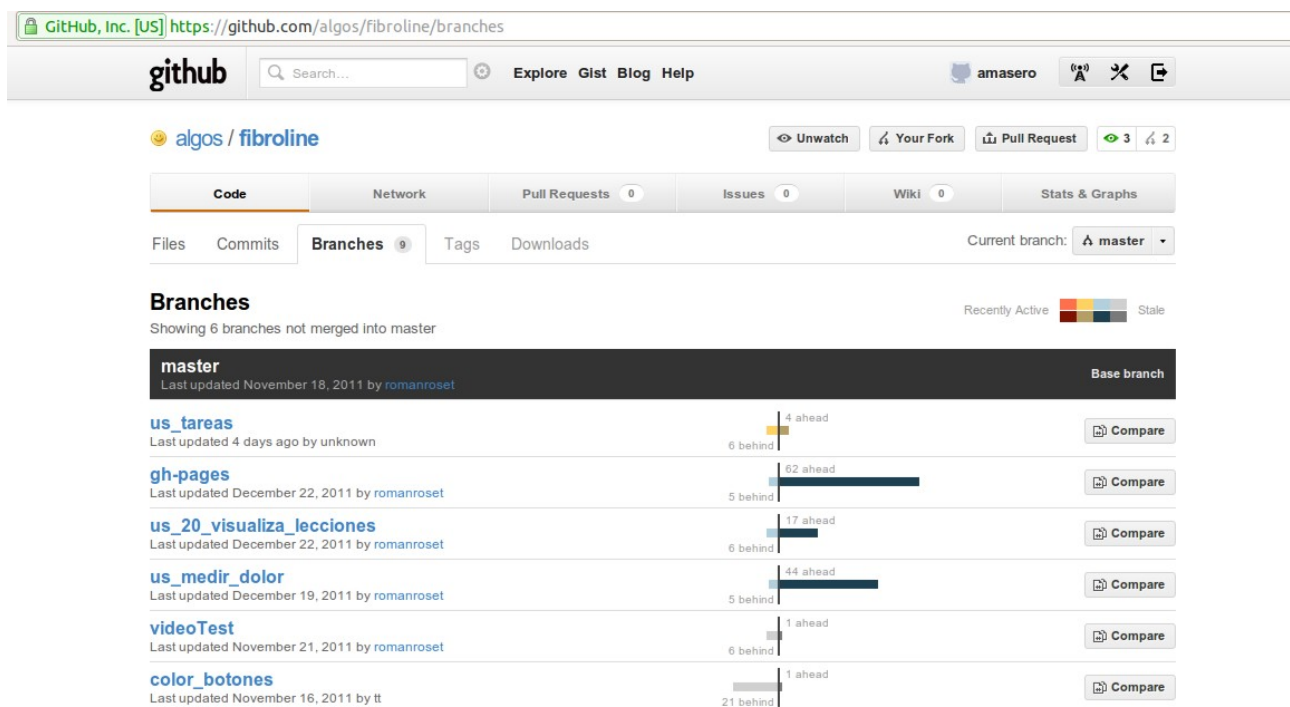 GitHub, Inc. [US] https://github.com/algos/fibroline/branches
github Search... Explore Gist Blog Help amasero
algos / fibroline Unwatch Your Fork Pull Request 3 2
Code Network Pull Requests 0 Issues 0 Wiki 0 Stats & Graphs
Files Commits Branches 9 Tags Downloads Current branch: master
Branches
Recently Active Stale
Showing 6 branches not merged into master
master
Last updated November 18, 2011 by romanroset
Base branch
us_tareas
Last updated 4 days ago by unknown
4 ahead
6 behind
Compare
gh-pages
Last updated December 22, 2011 by romanroset
62 ahead
5 behind
Compare
us_20_visualiza_lecciones
Last updated December 22, 2011 by romanroset
17 ahead
6 behind
Compare
us_medir_dolor
Last updated December 19, 2011 by romanroset
44 ahead
5 behind
Compare
videoTest
Last updated November 21, 2011 by romanroset
1 ahead
6 behind
Compare
color_botones
Last updated November 16, 2011 by tt
1 ahead
21 behind
Compare